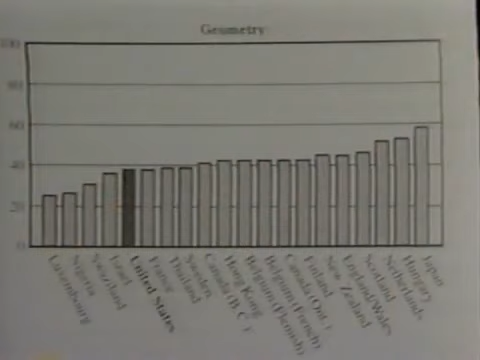 Geometry
100
80
60
40
20
0
Luxembourg
Nigeria
Swaziland
Israel
United States
France
Thailand
Sweden
Canada (B.C.)
Hong Kong
Belgium (Flemish)
Belgium (French)
Canada (Ont.)
Finland
New Zealand
England/Wales
Scotland
Netherlands
Hungary
Japan